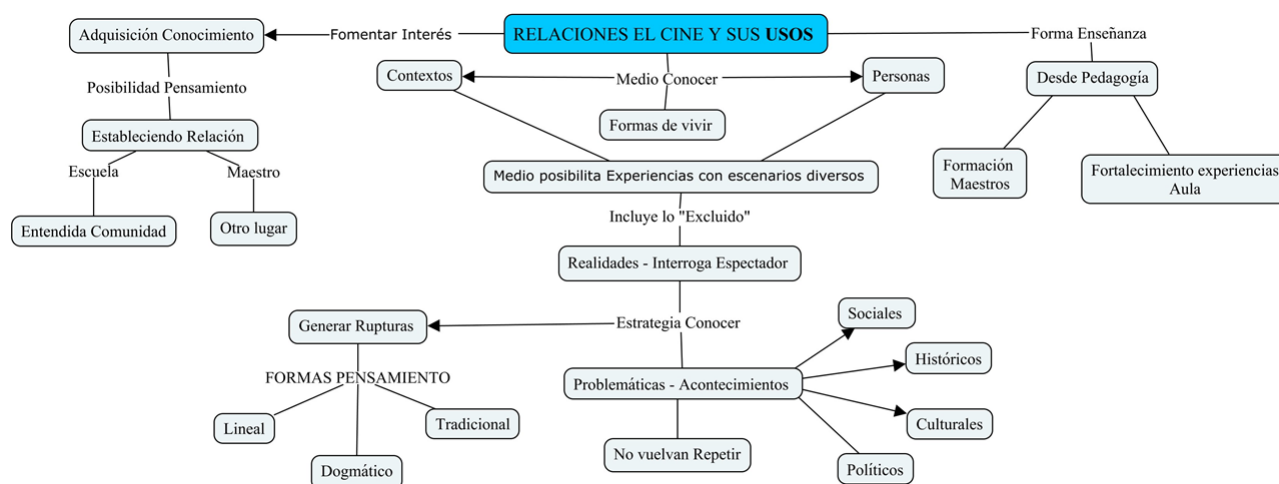 Adquisición Conocimiento
Fomentar Interés
RELACIONES EL CINE Y SUS USOS
Forma Enseñanza
Contextos
Medio Conocer
Personas
Desde Pedagogía
Posibilidad Pensamiento
Formas de vivir
Estableciendo Relación
Escuela
Maestro
Medio posibilita Experiencias con escenarios diversos
Formación
Maestros
Fortalecimiento experiencias
Aula
Entendida Comunidad
Otro lugar
Incluye lo "Excluido"
Realidades - Interroga Espectador
Generar Rupturas
Estrategia Conocer
Sociales
Históricos
FORMAS PENSAMIENTO
Problemáticas - Acontecimientos
Lineal
Tradicional
Culturales
Dogmático
No vuelvan Repetir
Políticos